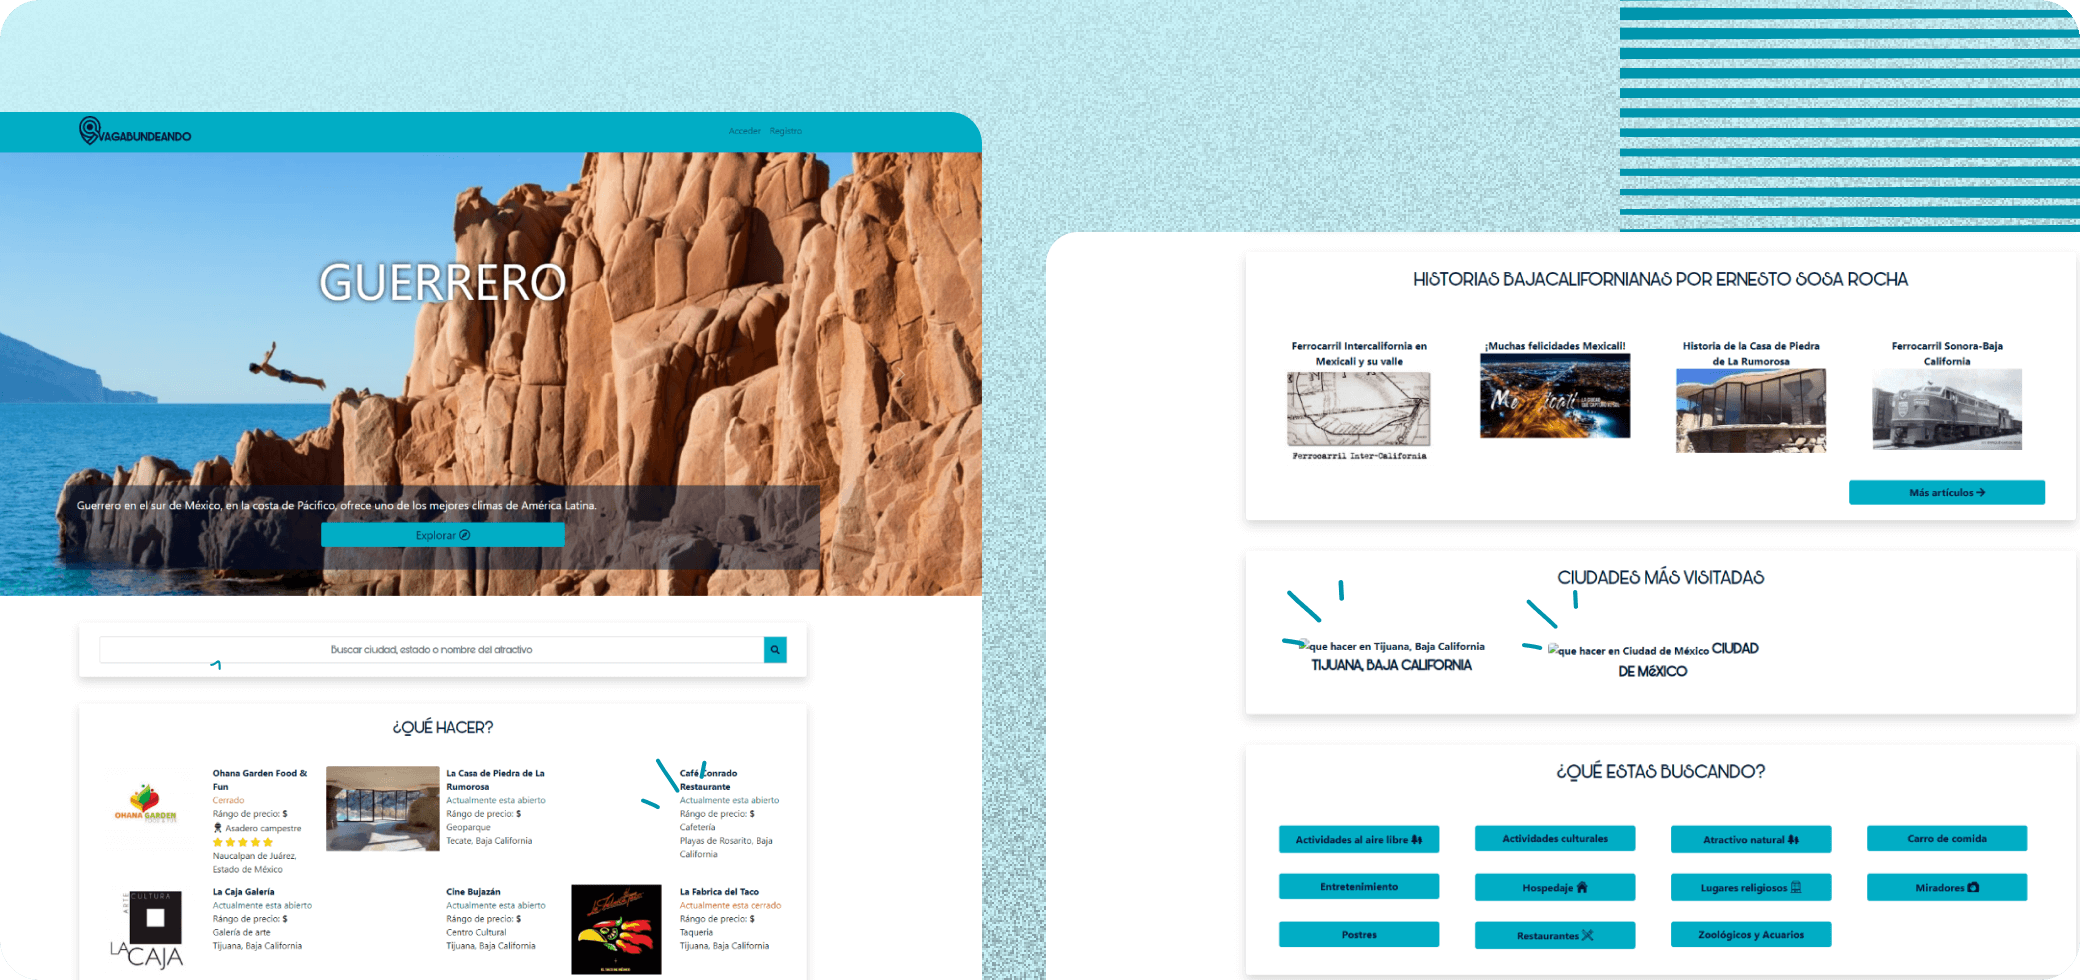 VAGABUNDEANDO
Acceder Registro
GUERRERO
Guerrero en el sur de México, en la costa de Pácifico, ofrece uno de los mejores climas de América Latina.
Explorar
Buscar ciudad, estado o nombre del atractivo
¿QUÉ HACER?
Ohana Garden Food &
Fun
Cerrado
Rángo de precio: $
Asadero campestre
Naucalpan de Juárez,
Estado de México
OHANA GARDEN
FOOD & FUN
La Casa de Piedra de La
Rumorosa
Actualmente esta abierto
Rángo de precio: $
Geoparque
Tecate, Baja California
Café Conrado
Restaurante
Actualmente esta abierto
Rángo de precio: $
Cafetería
Playas de Rosarito, Baja
California
ARTE CULTURA
LA CAJA
La Caja Galería
Actualmente esta abierto
Rángo de precio: $
Galería de arte
Tijuana, Baja California
Cine Bujazán
Actualmente esta abierto
Rángo de precio: $
Centro Cultural
Tijuana, Baja California
La Fabrica del Taco
Actualmente esta cerrado
Rángo de precio: $
Taqueria
Tijuana, Baja California
HISTORIAS BAJACALIFORNIANAS POR ERNESTO SOSA ROCHA
Ferrocarril Intercalifornia en
Mexicali y su valle
Ferrocarril Inter-California
¡Muchas felicidades Mexicali!
Mexicali
Historia de la Casa de Piedra
de La Rumorosa
Ferrocarril Sonora-Baja
California
Más artículos
CIUDADES MÁS VISITADAS
que hacer en Tijuana, Baja California
TIJUANA, BAJA CALIFORNIA
que hacer en Ciudad de México CIUDAD
DE MÉXICO
¿QUÉ ESTAS BUSCANDO?
Actividades al aire libre
Actividades culturales
Atractivo natural
Carro de comida
Entretenimiento
Hospedaje
Lugares religiosos
Miradores
Postres
Restaurantes
Zoológicos y Acuarios